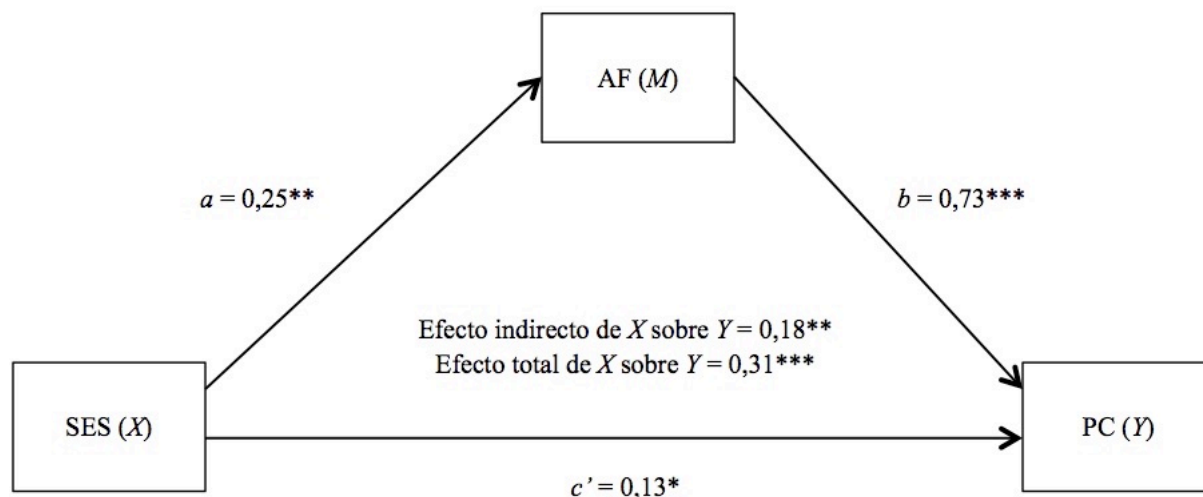 AF (M)
a = 0,25**
b = 0,73***
Efecto indirecto de X sobre Y = 0,18**
Efecto total de X sobre Y = 0,31***
SES (X)
PC (Y)
c’ = 0,13*